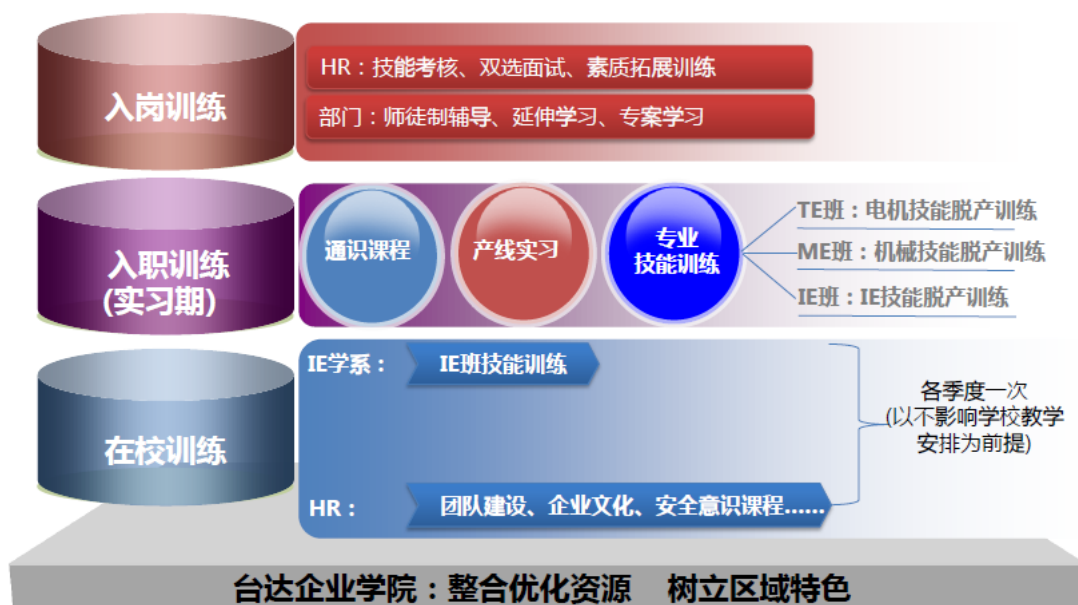 入岗训练
HR：技能考核、双选面试、素质拓展训练
部门：师徒制辅导、延伸学习、专案学习
入职训练
(实习期)
通识课程
产线实习
专业
技能训练
TE班：电机技能脱产训练
ME班：机械技能脱产训练
IE班：IE技能脱产训练
在校训练
IE学系：
IE班技能训练
HR：
团队建设、企业文化、安全意识课程......
各季度一次
(以不影响学校教学
安排为前提)
台达企业学院：整合优化资源 树立区域特色